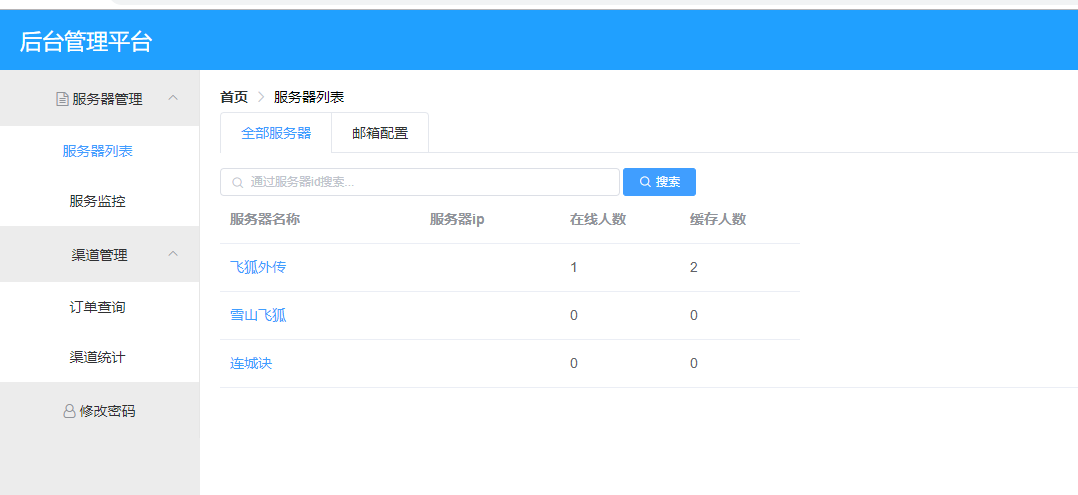 后台管理平台
服务器管理
服务器列表
服务监控
渠道管理
订单查询
渠道统计
修改密码
首页 服务器列表
全部服务器 邮箱配置
通过服务器id搜索... 搜索
服务器名称 服务器ip 在线人数 缓存人数
飞狐外传 1 2
雪山飞狐 0 0
连城诀 0 0